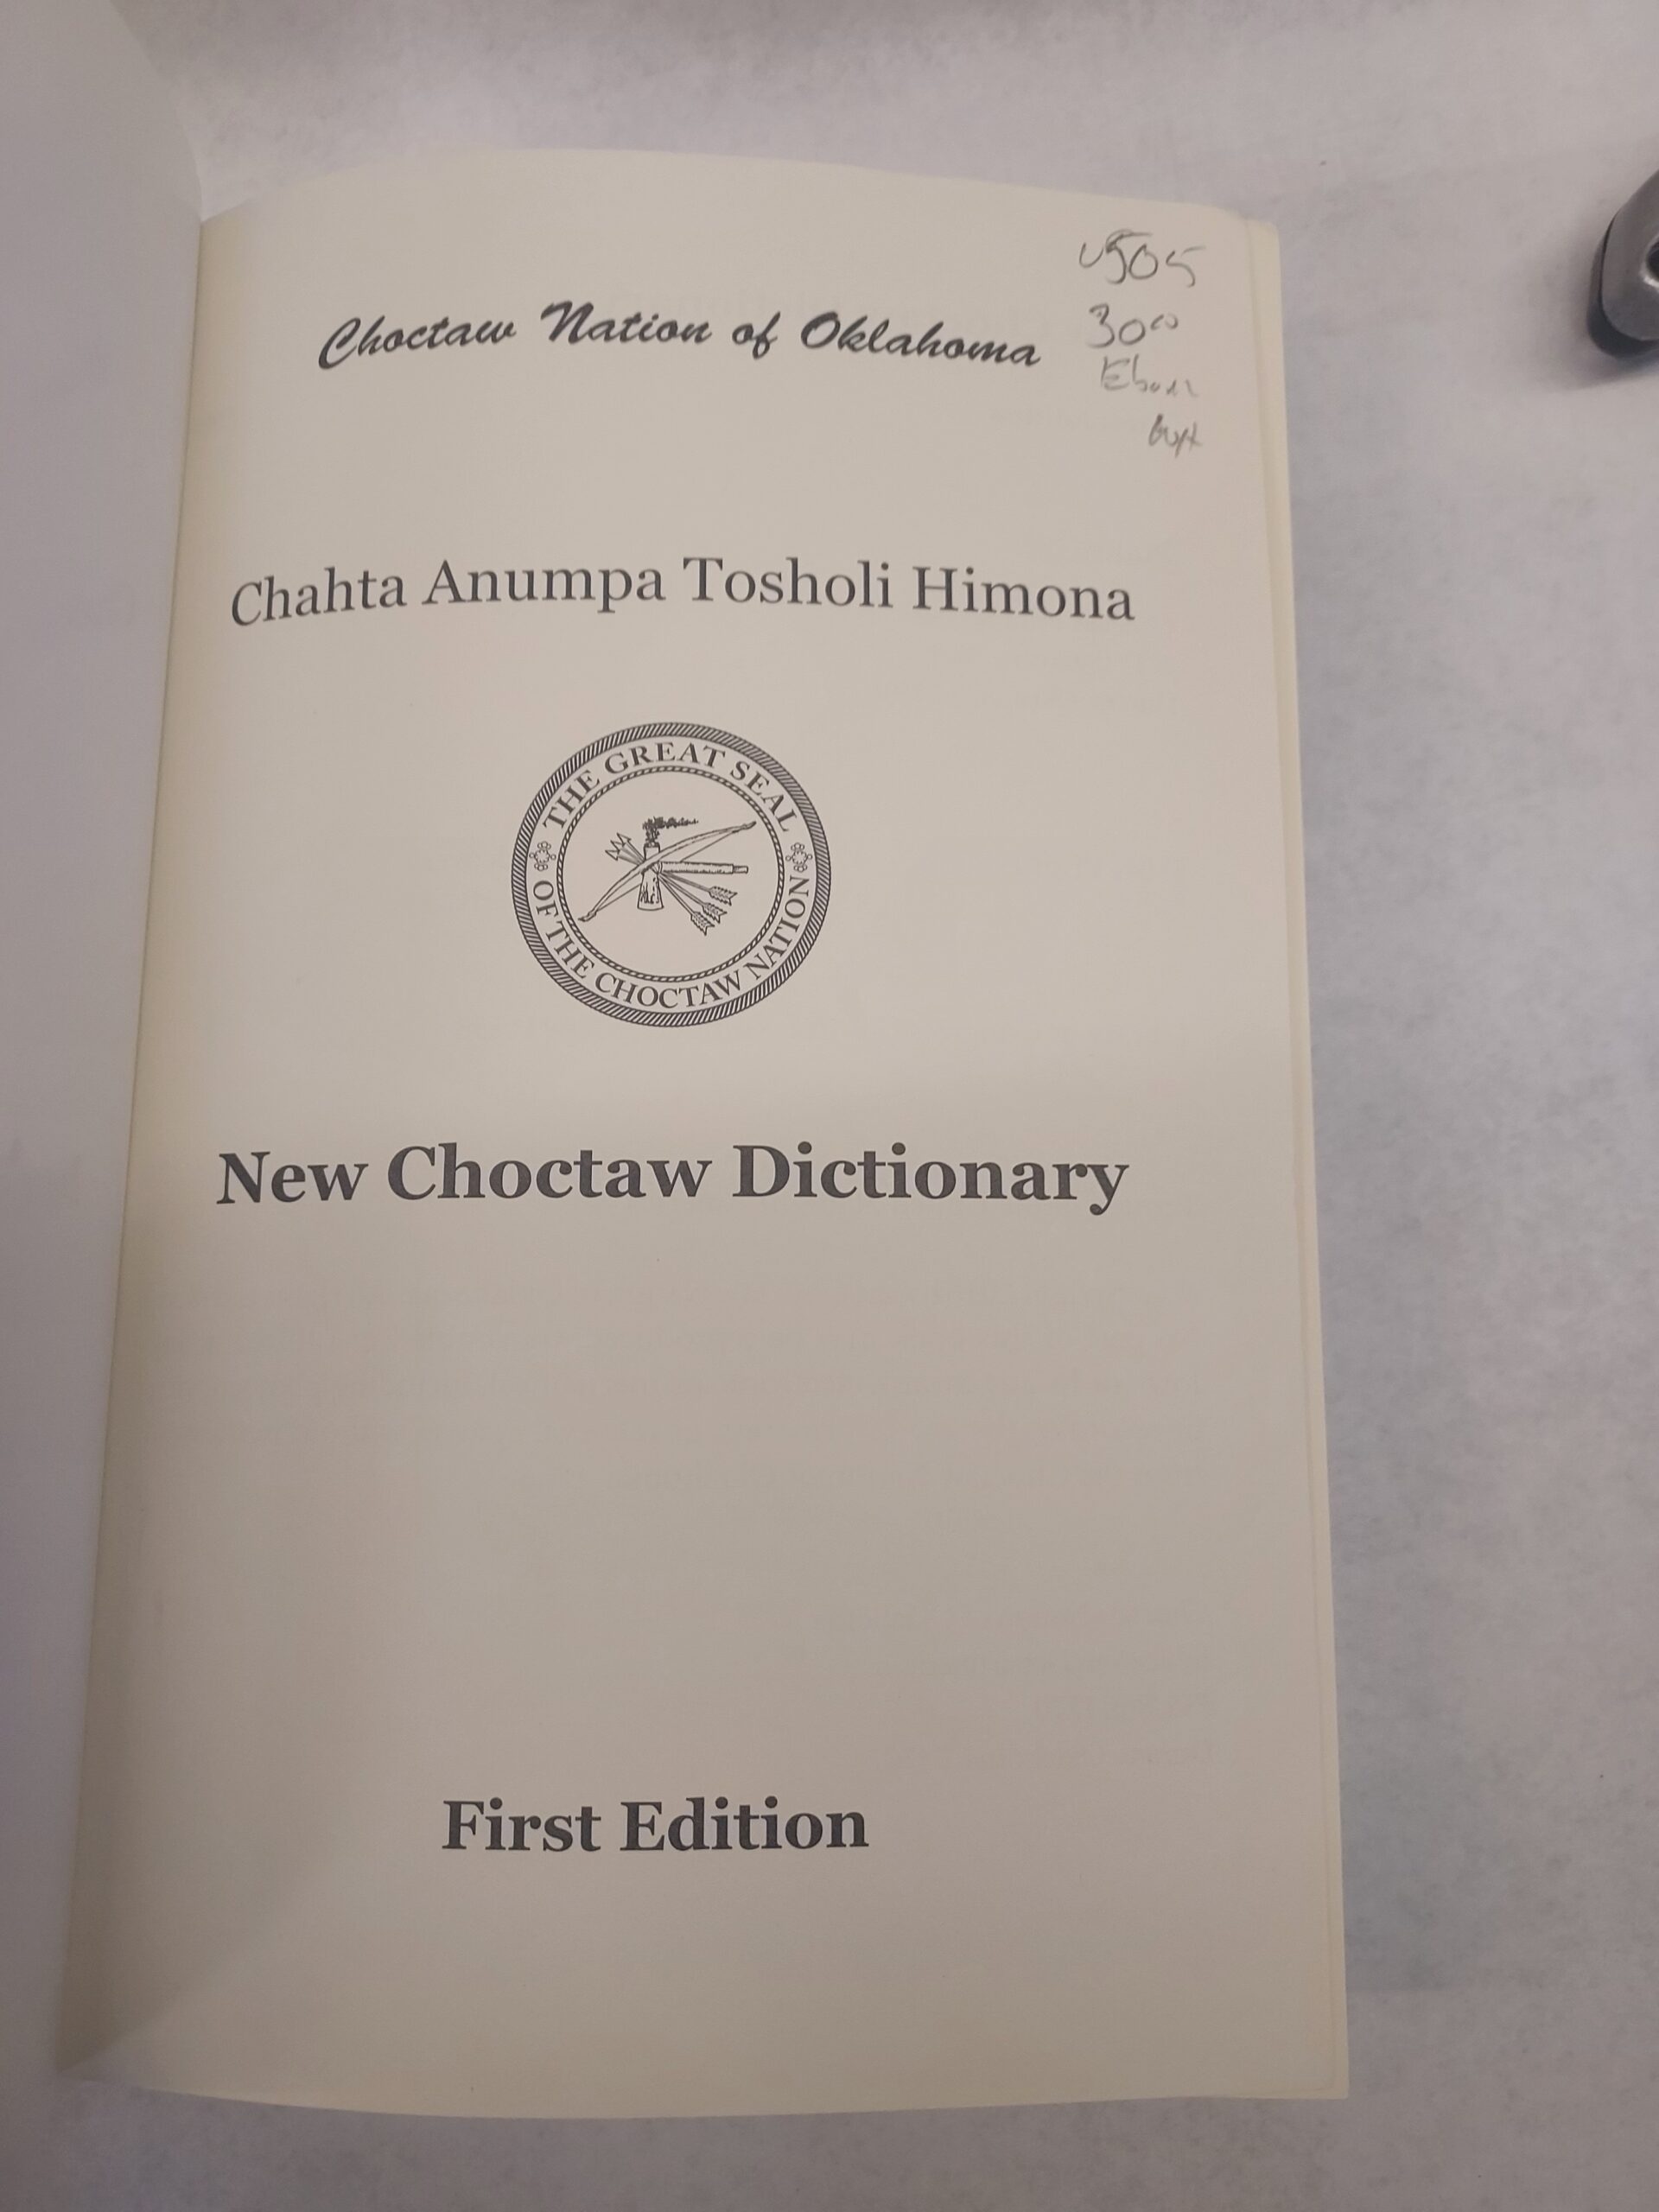 Choctaw Nation of Oklahoma
300
Chahta Anumpa Tosholi Himona
THE GREAT SEAL
OF THE CHOCTAW NATION
New Choctaw Dictionary
First Edition